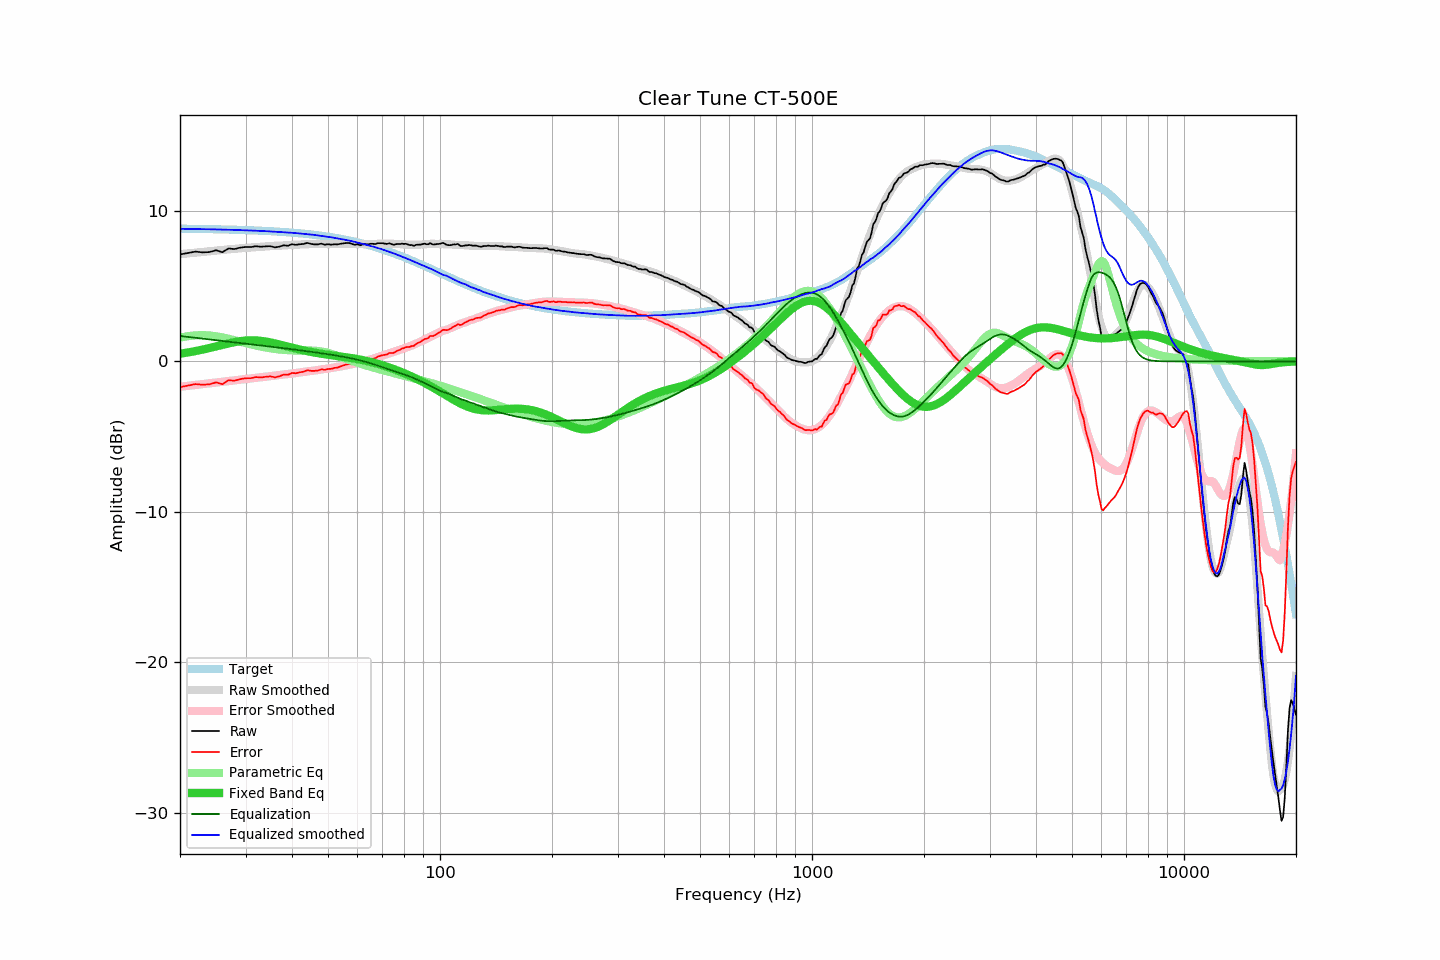 Clear Tune CT-500E
Amplitude (dBr)
10
0
−10
−20
−30
Target
Raw Smoothed
Error Smoothed
Raw
Error
Parametric Eq
Fixed Band Eq
Equalization
Equalized smoothed
100
1000
10000
Frequency (Hz)